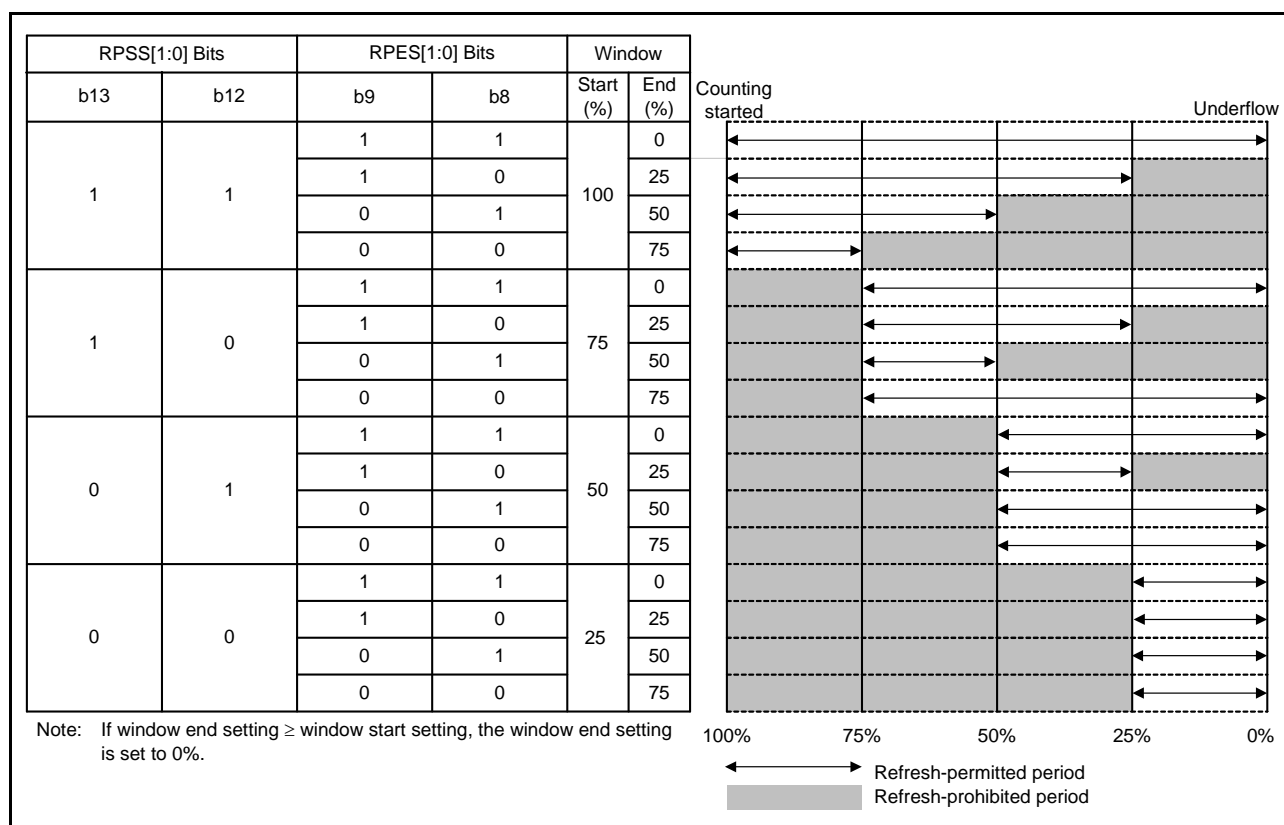 RPSS[1:0] Bits RPES[1:0] Bits Window
b13 b12 b9 b8 Start (%) End (%)
Counting started Underflow
1 1 1 1 100 0
1 0 25
0 1 50
0 0 75
1 0 1 1 75 0
1 0 25
0 1 50
0 0 75
0 1 1 1 50 0
1 0 25
0 1 50
0 0 75
0 0 1 1 25 0
1 0 25
0 1 50
0 0 75
Note: If window end setting ≥ window start setting, the window end setting
is set to 0%.
100% 75% 50% 25% 0%
Refresh-permitted period
Refresh-prohibited period